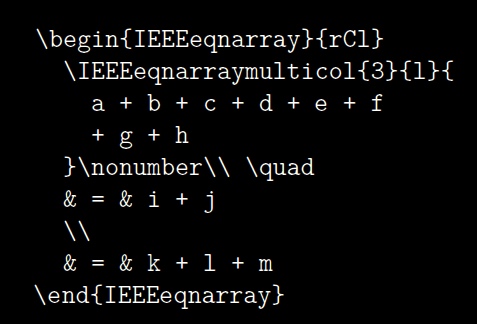 \begin{IEEEeqnarray}{rCl}
\IEEEeqnarraymulticol{3}{l}{
a + b + c + d + e + f
+ g + h
}\nonumber\\ \quad
& = & i + j
\\
& = & k + l + m
\end{IEEEeqnarray}